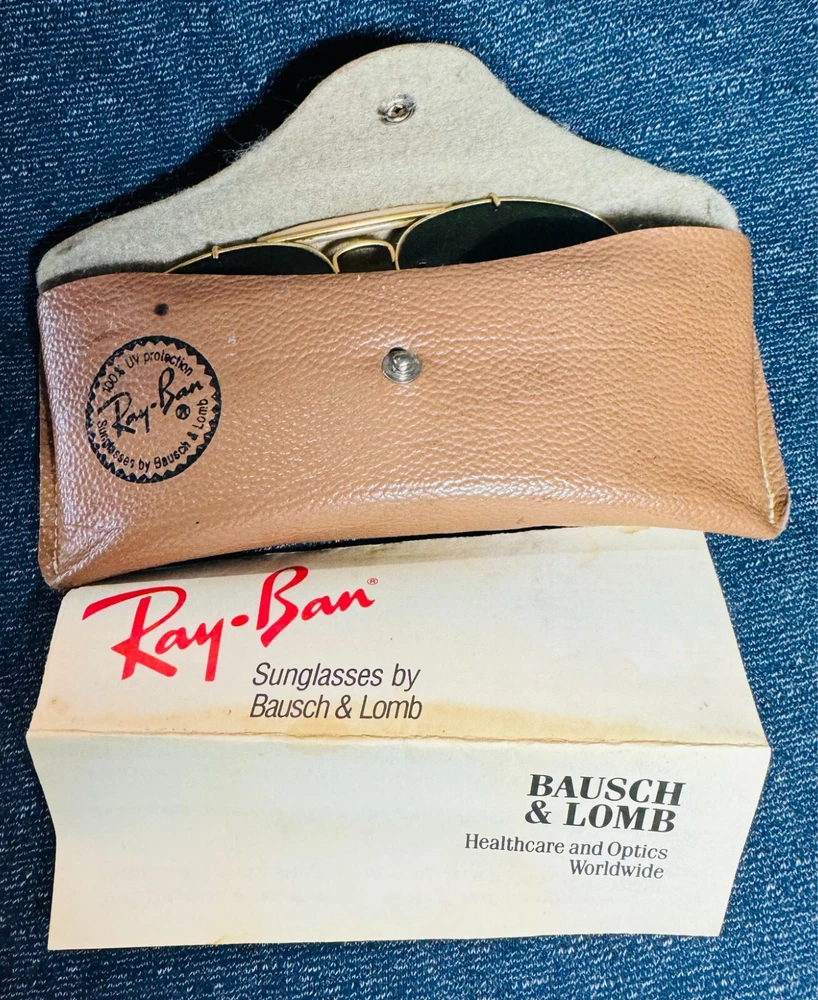 100% UV protection
Ray-Ban®
Sunglasses by Bausch & Lomb
Ray-Ban®
Sunglasses by
Bausch & Lomb
BAUSCH
& LOMB
Healthcare and Optics
Worldwide